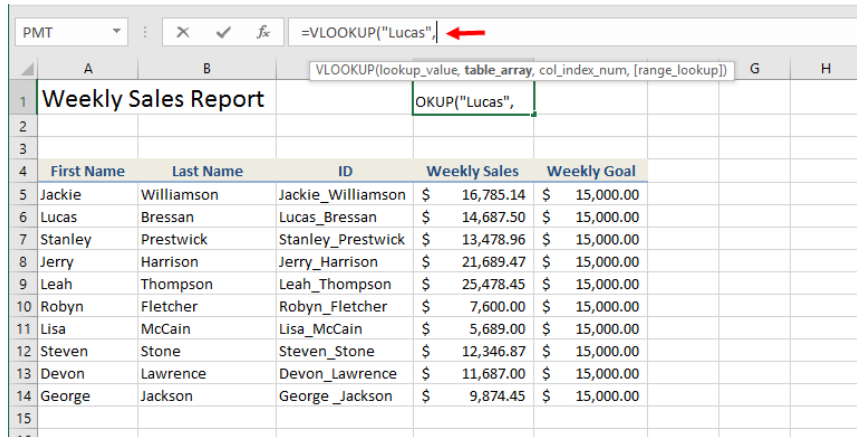 PMT fx =VLOOKUP("Lucas",
VLOOKUP(lookup_value, table_array, col_index_num, [range_lookup])
A B G H
1 Weekly Sales Report OKUP("Lucas",
2
3
4 First Name Last Name ID Weekly Sales Weekly Goal
5 Jackie Williamson Jackie_Williamson $ 16,785.14 $ 15,000.00
6 Lucas Bressan Lucas_Bressan $ 14,687.50 $ 15,000.00
7 Stanley Prestwick Stanley_Prestwick $ 13,478.96 $ 15,000.00
8 Jerry Harrison Jerry_Harrison $ 21,689.47 $ 15,000.00
9 Leah Thompson Leah_Thompson $ 25,478.45 $ 15,000.00
10 Robyn Fletcher Robyn_Fletcher $ 7,600.00 $ 15,000.00
11 Lisa McCain Lisa_McCain $ 5,689.00 $ 15,000.00
12 Steven Stone Steven_Stone $ 12,346.87 $ 15,000.00
13 Devon Lawrence Devon_Lawrence $ 11,687.00 $ 15,000.00
14 George Jackson George _Jackson $ 9,874.45 $ 15,000.00
15